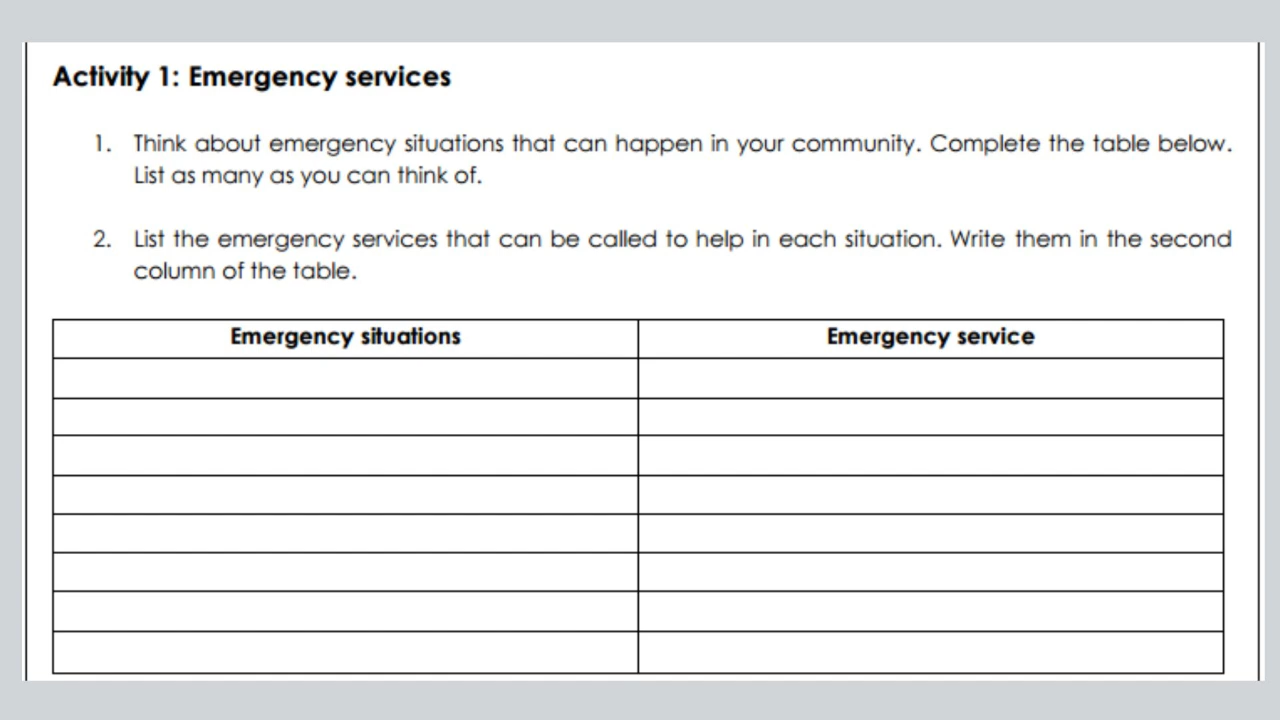 Activity 1: Emergency services
1. Think about emergency situations that can happen in your community. Complete the table below.
List as many as you can think of.
2. List the emergency services that can be called to help in each situation. Write them in the second
column of the table.
Emergency situations Emergency service